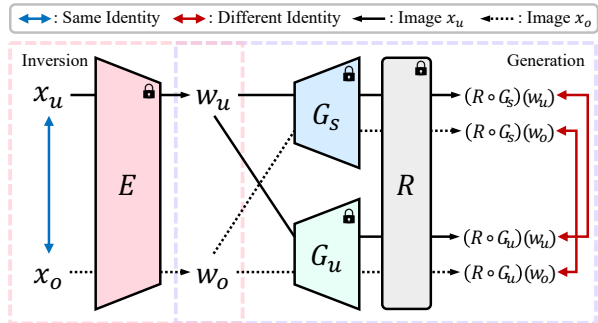 : Same Identity : Different Identity : Image x_u : Image x_o
Inversion Generation
x_u w_u (R∘G_s)(w_u)
G_s (R∘G_s)(w_o)
E R
(R∘G_u)(w_u)
x_o w_o G_u (R∘G_u)(w_o)